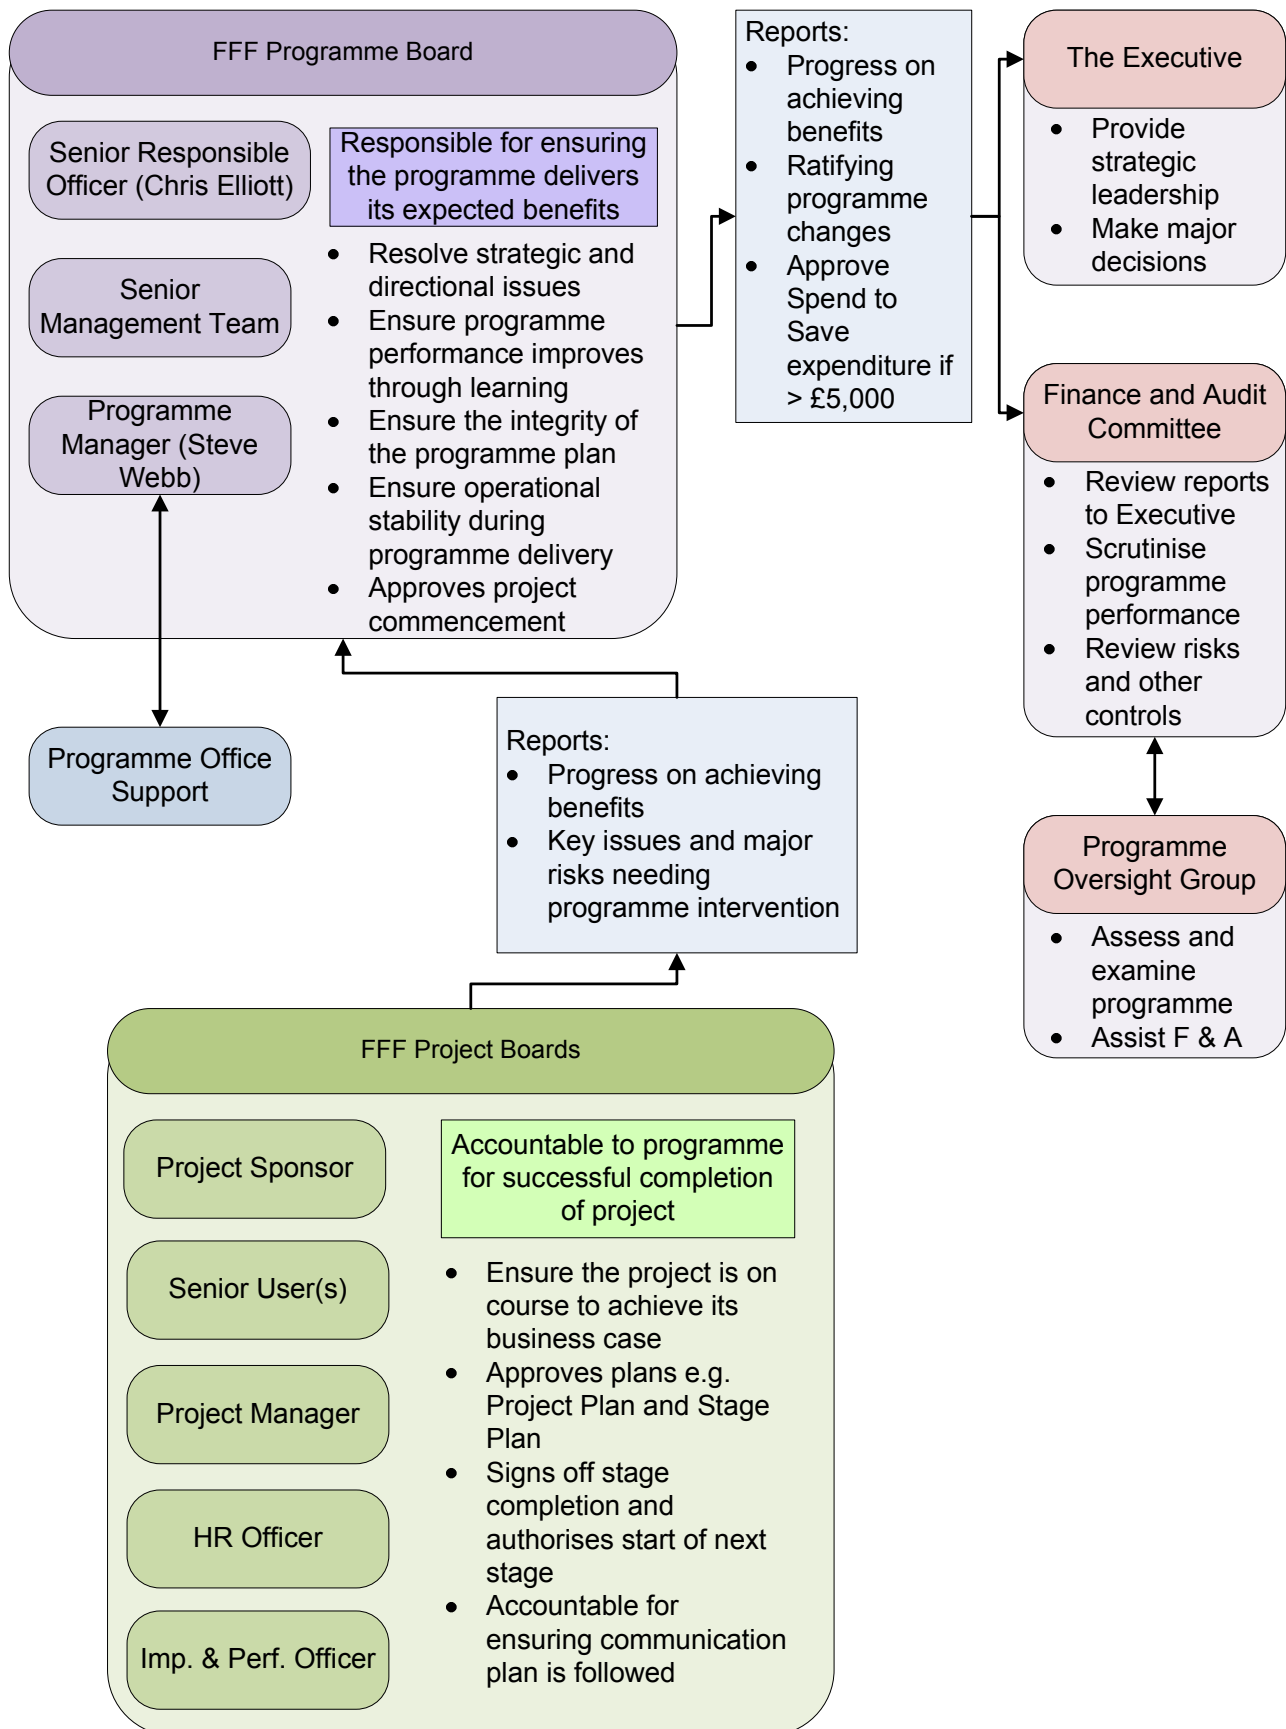 FFF Programme Board
Senior Responsible
Officer (Chris Elliott)
Senior
Management Team
Programme
Manager (Steve
Webb)
Responsible for ensuring
the programme delivers
its expected benefits
• Resolve strategic and
directional issues
• Ensure programme
performance improves
through learning
• Ensure the integrity of
the programme plan
• Ensure operational
stability during
programme delivery
• Approves project
commencement
Reports:
• Progress on
achieving
benefits
• Ratifying
programme
changes
• Approve
Spend to
Save
expenditure if
> £5,000
The Executive
• Provide
strategic
leadership
• Make major
decisions
Finance and Audit
Committee
• Review reports
to Executive
• Scrutinise
programme
performance
• Review risks
and other
controls
Programme Office
Support
Reports:
• Progress on achieving
benefits
• Key issues and major
risks needing
programme intervention
Programme
Oversight Group
• Assess and
examine
programme
• Assist F & A
FFF Project Boards
Project Sponsor
Senior User(s)
Project Manager
HR Officer
Imp. & Perf. Officer
Accountable to programme
for successful completion
of project
• Ensure the project is on
course to achieve its
business case
• Approves plans e.g.
Project Plan and Stage
Plan
• Signs off stage
completion and
authorises start of next
stage
• Accountable for
ensuring communication
plan is followed